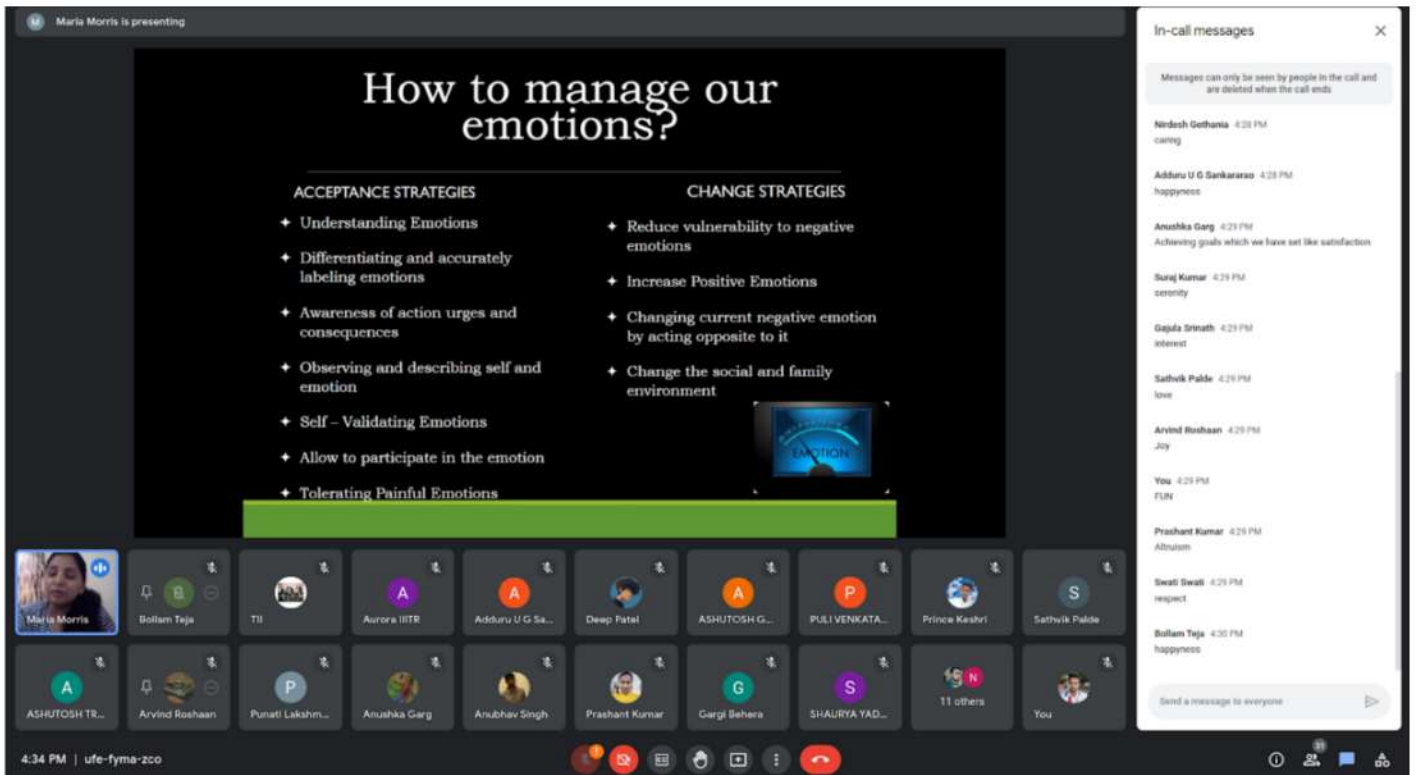 M Maria Morris is presenting
How to manage our
emotions?
ACCEPTANCE STRATEGIES
✦ Understanding Emotions
✦ Differentiating and accurately
labeling emotions
✦ Awareness of action urges and
consequences
✦ Observing and describing self and
emotion
✦ Self – Validating Emotions
✦ Allow to participate in the emotion
✦ Tolerating Painful Emotions
CHANGE STRATEGIES
✦ Reduce vulnerability to negative
emotions
✦ Increase Positive Emotions
✦ Changing current negative emotion
by acting opposite to it
✦ Change the social and family
environment
EMOTION
Maria Morris
B
Bollam Teja
TII
A
Aurora IIITR
A
Adduru U G Sa...
Deep Patel
A
ASHUTOSH G...
P
PULI VENKATA...
Prince Keshri
S
Sathvik Palde
A
ASHUTOSH TR...
Arvind Roshaan
P
Punati Lakshm...
Anushka Garg
Anubhav Singh
Prashant Kumar
G
Gargi Behera
S
SHAURYA YAD...
N
11 others
You
4:34 PM | ufe-fyma-zco
31
In-call messages
Messages can only be seen by people in the call and
are deleted when the call ends
Nirdesh Gothania 4:28 PM
caring
Adduru U G Sankararao 4:28 PM
happyness
Anushka Garg 4:29 PM
Achieving goals which we have set like satisfaction
Suraj Kumar 4:29 PM
serenity
Gajula Srinath 4:29 PM
interest
Sathvik Palde 4:29 PM
love
Arvind Roshaan 4:29 PM
Joy
You 4:29 PM
FUN
Prashant Kumar 4:29 PM
Altruism
Swati Swati 4:29 PM
respect
Bollam Teja 4:30 PM
happyness
Send a message to everyone